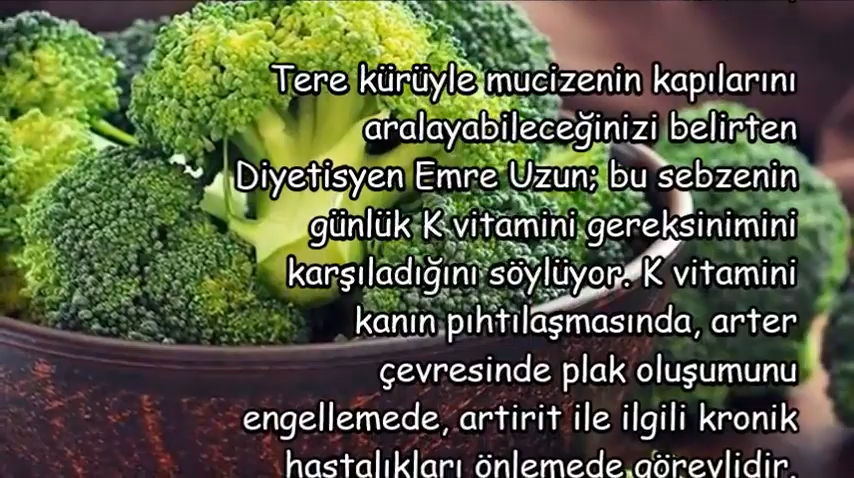 Tere kürüyle mucizenin kapılarını
aralayabileceğinizi belirten
Diyetisyen Emre Uzun; bu sebzenin
günlük K vitamini gereksinimini
karşıladığını söylüyor. K vitamini
kanın pıhtılaşmasında, arter
çevresinde plak oluşumunu
engellemede, artirit ile ilgili kronik
hastalıkları önlemede görevlidir.